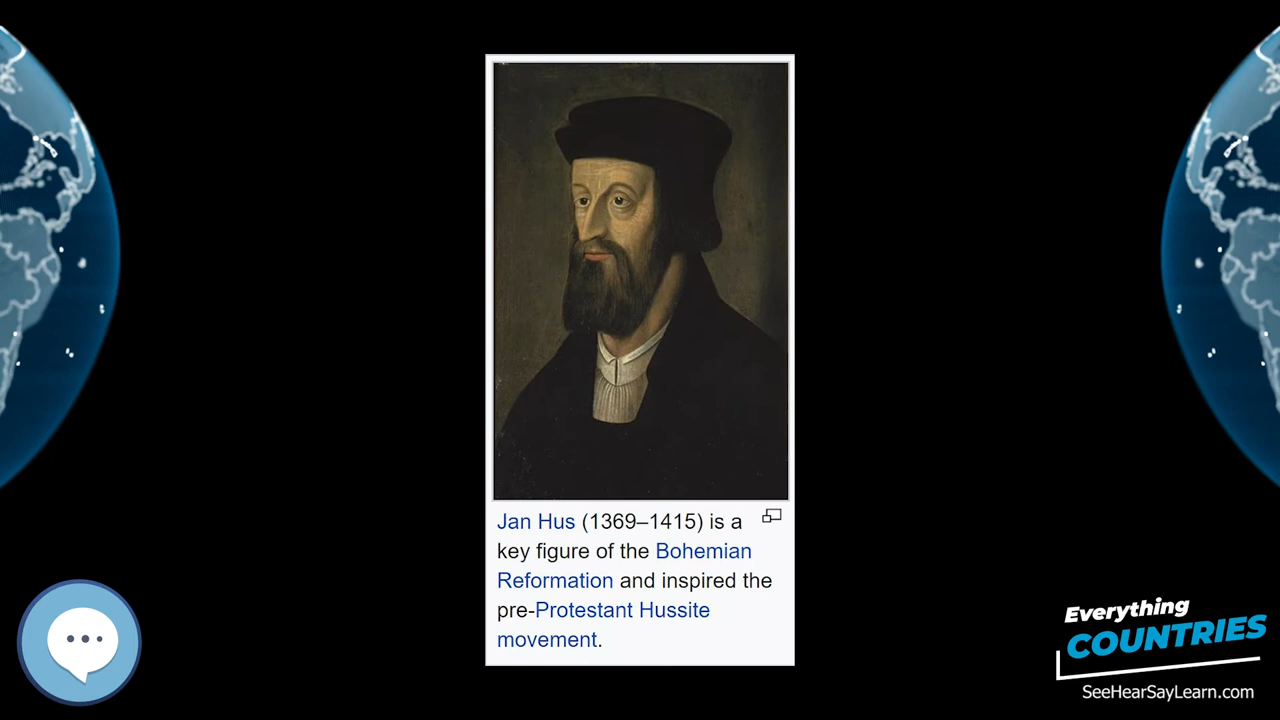 Jan Hus (1369–1415) is a
key figure of the Bohemian
Reformation and inspired the
pre-Protestant Hussite
movement.
Everything
COUNTRIES
SeeHearSayLearn.com